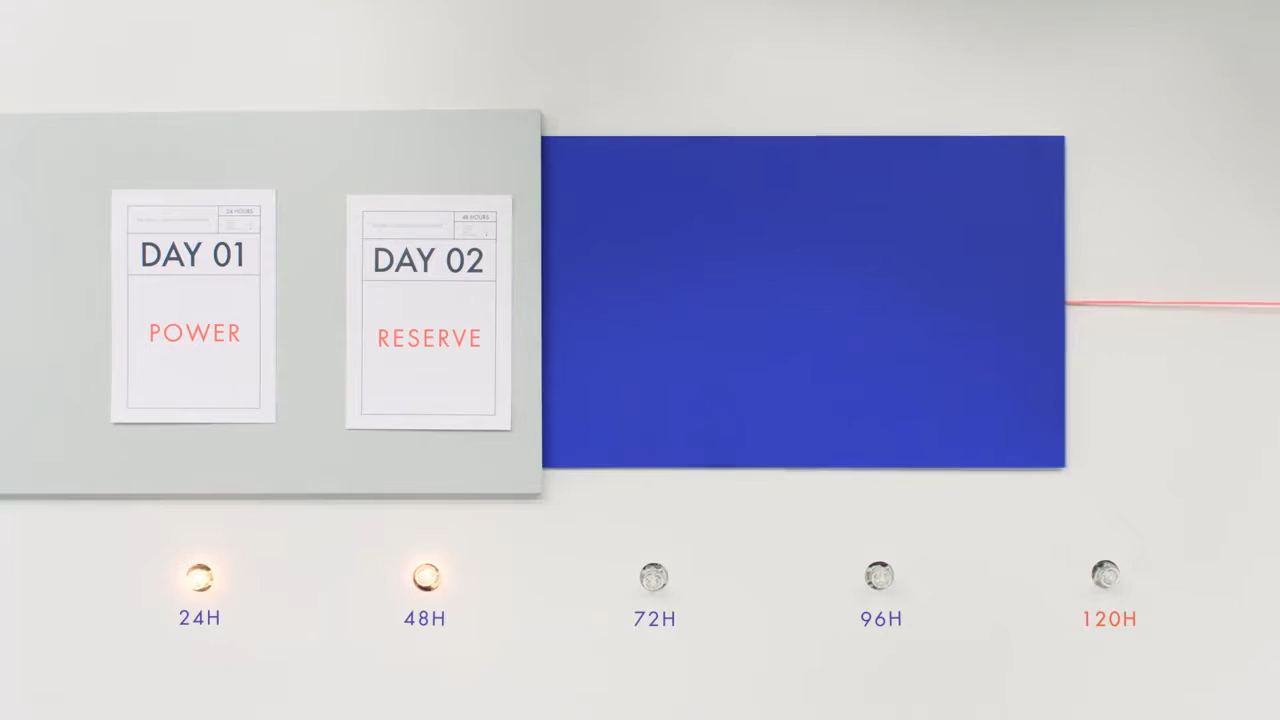 24 HOURS
DAY 01
POWER
48 HOURS
DAY 02
RESERVE
24H
48H
72H
96H
120H